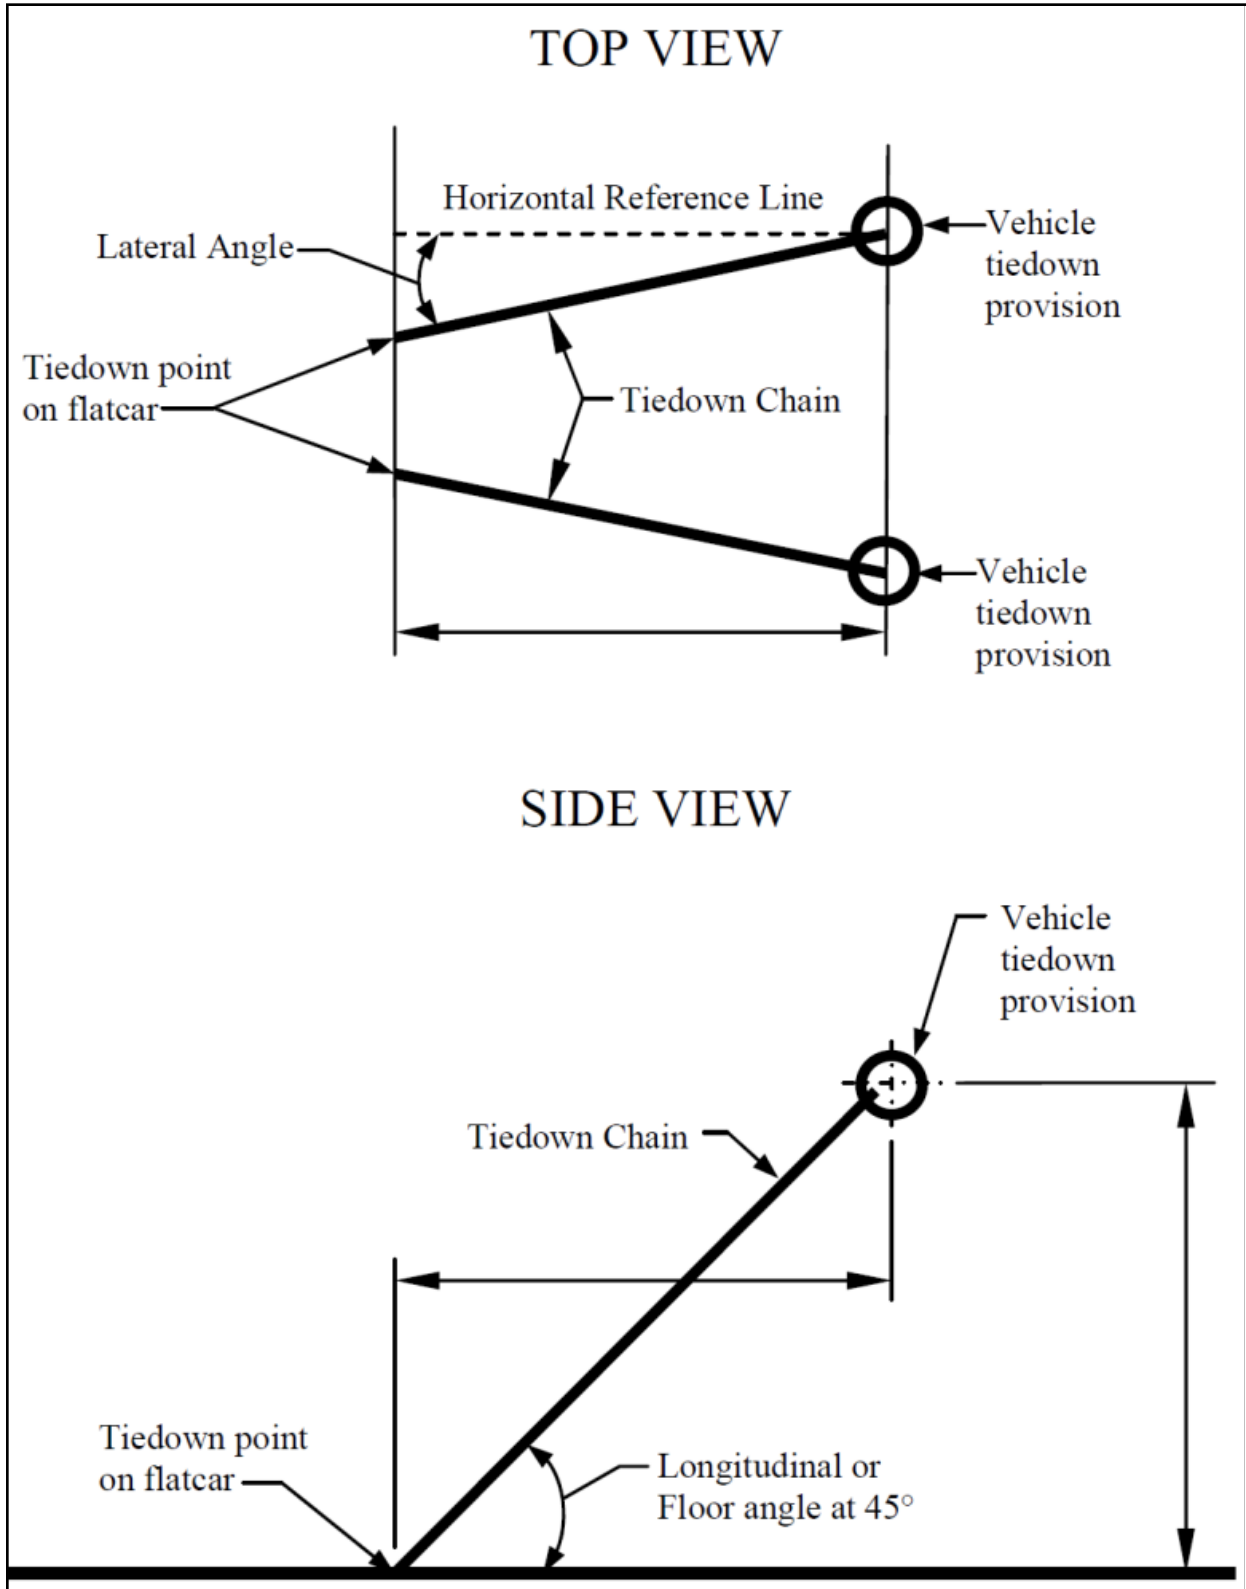 TOP VIEW
Horizontal Reference Line
Lateral Angle
Vehicle
tiedown
provision
Tiedown point
on flatcar
Tiedown Chain
Vehicle
tiedown
provision
SIDE VIEW
Vehicle
tiedown
provision
Tiedown Chain
Tiedown point
on flatcar
Longitudinal or
Floor angle at 45°